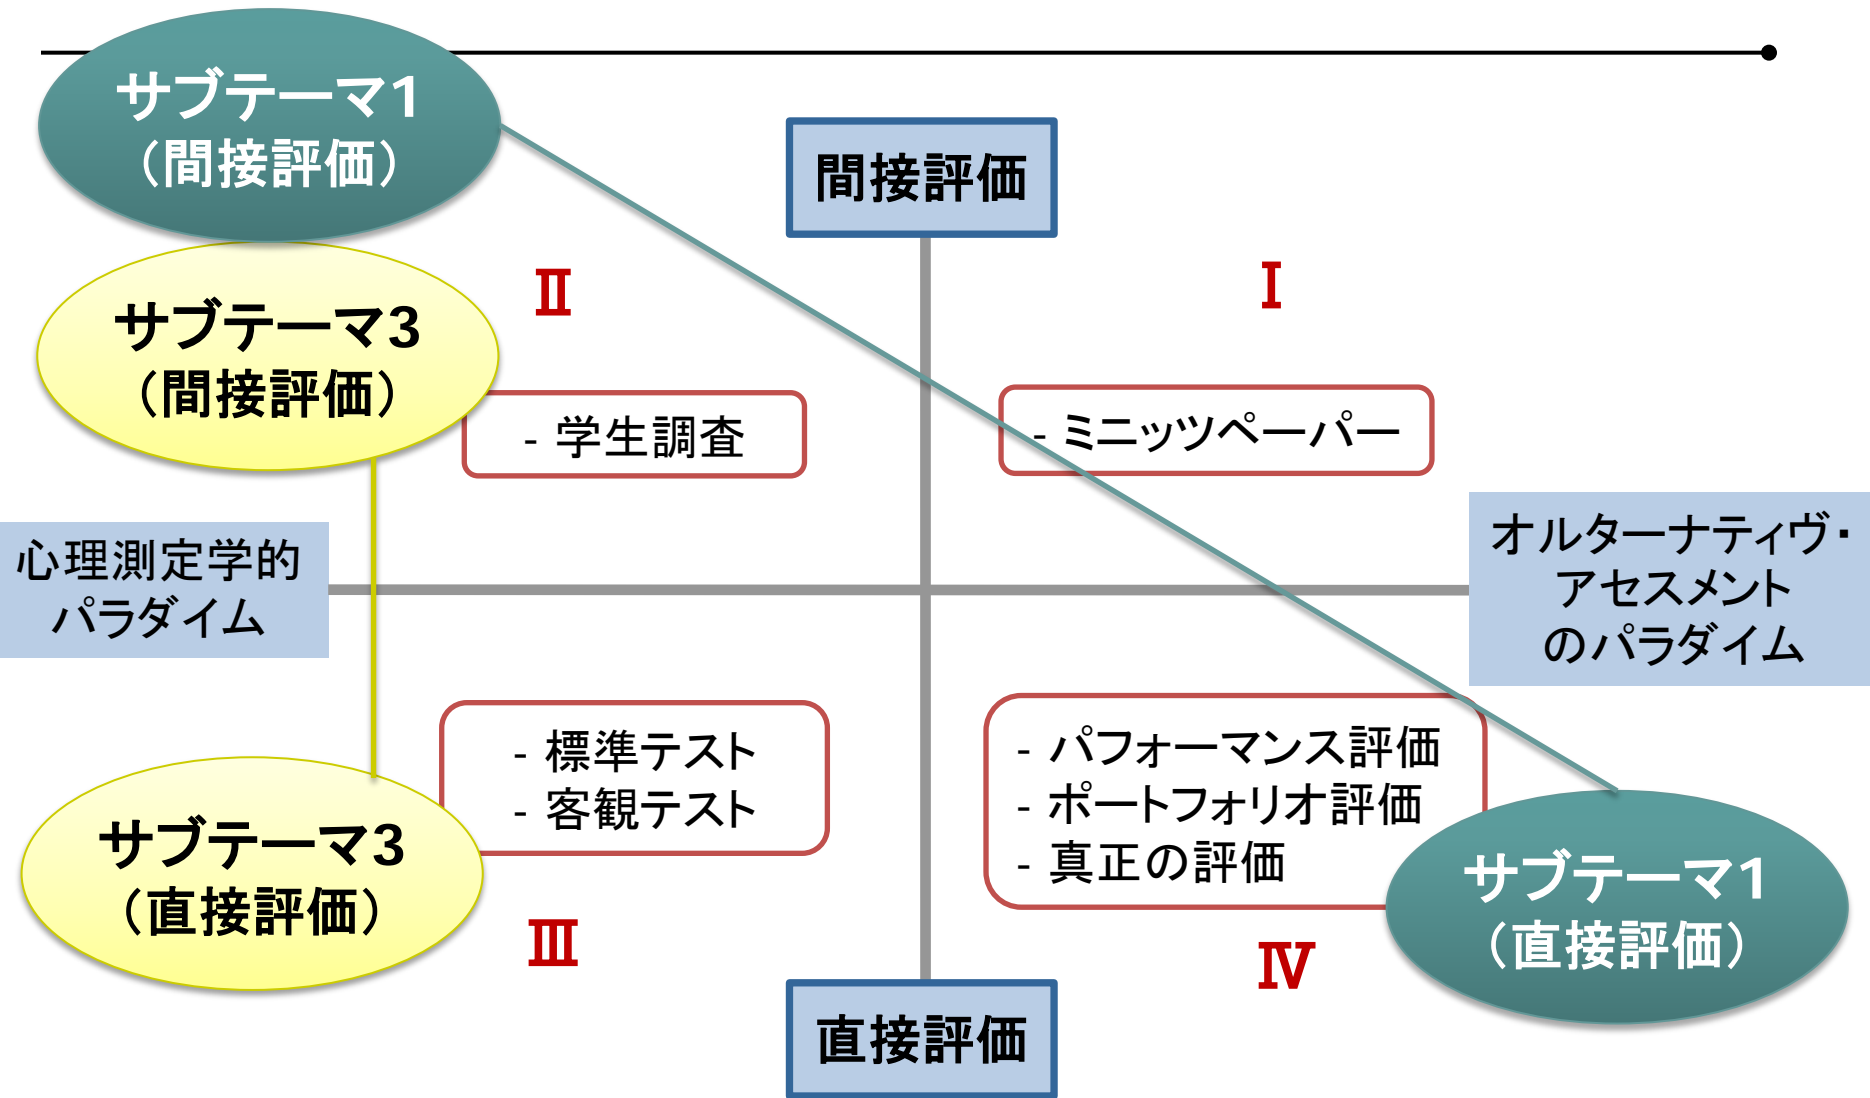 サブテーマ1
（間接評価）
間接評価
Ⅱ
Ⅰ
サブテーマ3
（間接評価）
- 学生調査
- ミニッツペーパー
心理測定学的
パラダイム
オルターナティヴ・
アセスメント
のパラダイム
- 標準テスト
- 客観テスト
- パフォーマンス評価
- ポートフォリオ評価
- 真正の評価
サブテーマ3
（直接評価）
サブテーマ1
（直接評価）
Ⅲ
Ⅳ
直接評価